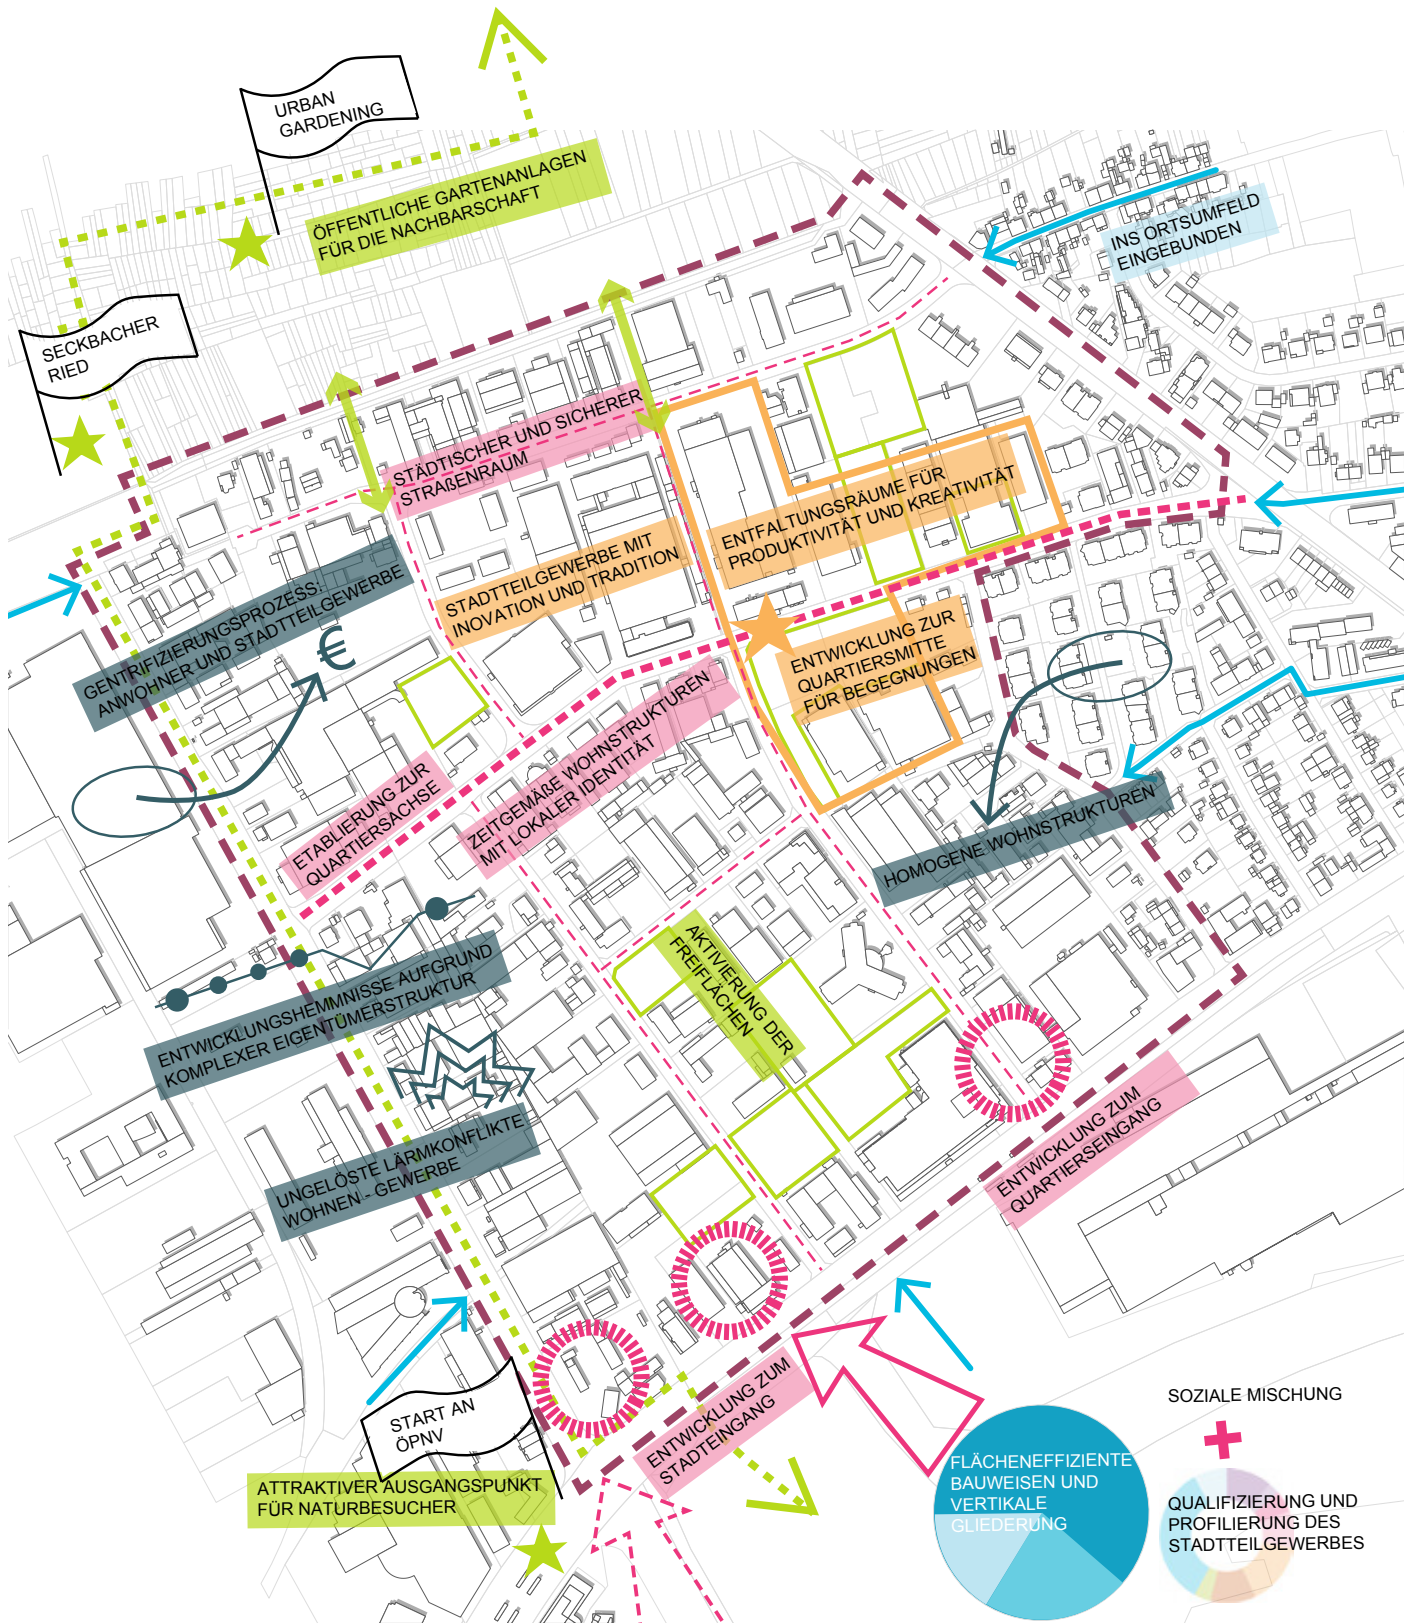 URBAN
GARDENING
ÖFFENTLICHE GARTENANLAGEN
FÜR DIE NACHBARSCHAFT
INS ORTSUMFELD
EINGEBUNDEN
SECKBACHER
RIED
STÄDTISCHER UND SICHERER
STRAßENRAUM
ENTFALTUNGSRÄUME FÜR
PRODUKTIVITÄT UND KREATIVITÄT
STADTTEILGEWERBE MIT
INOVATION UND TRADITION
GENTRIFIZIERUNGSPROZESS:
ANWOHNER UND STADTTEILGEWERBE
€
ENTWICKLUNG ZUR
QUARTIERSMITTE
FÜR BEGEGNUNGEN
ZEITGEMÄßE WOHNSTRUKTUREN
MIT LOKALER IDENTITÄT
ETABLIERUNG ZUR
QUARTIERSACHSE
HOMOGENE WOHNSTRUKTUREN
AKTIVIERUNG DER
FREIFLÄCHEN
ENTWICKLUNGSHEMMNISSE AUFGRUND
KOMPLEXER EIGENTÜMERSTRUKTUR
UNGELÖSTE LÄRMKONFLIKTE
WOHNEN - GEWERBE
ENTWICKLUNG ZUM
QUARTIERSEINGANG
ENTWICKLUNG ZUM
STADTEINGANG
START AN
ÖPNV
ATTRAKTIVER AUSGANGSPUNKT
FÜR NATURBESUCHER
FLÄCHENEFFIZIENTE
BAUWEISEN UND
VERTIKALE
GLIEDERUNG
SOZIALE MISCHUNG
QUALIFIZIERUNG UND
PROFILIERUNG DES
STADTTEILGEWERBES